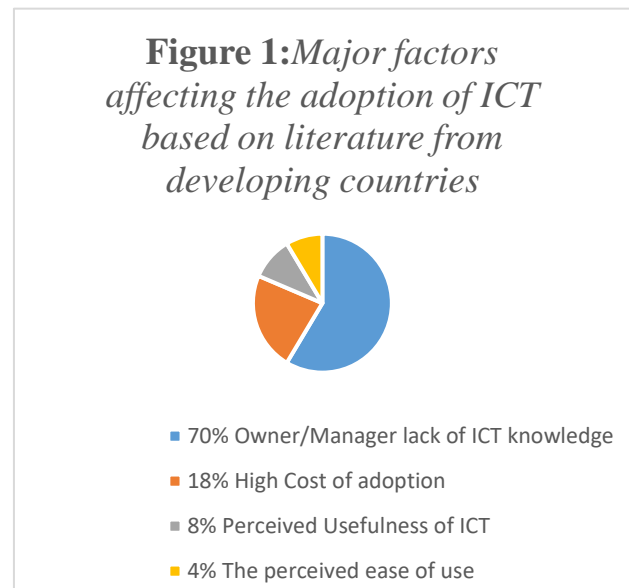 Figure 1:Major factors
affecting the adoption of ICT
based on literature from
developing countries
70% Owner/Manager lack of ICT knowledge
18% High Cost of adoption
8% Perceived Usefulness of ICT
4% The perceived ease of use